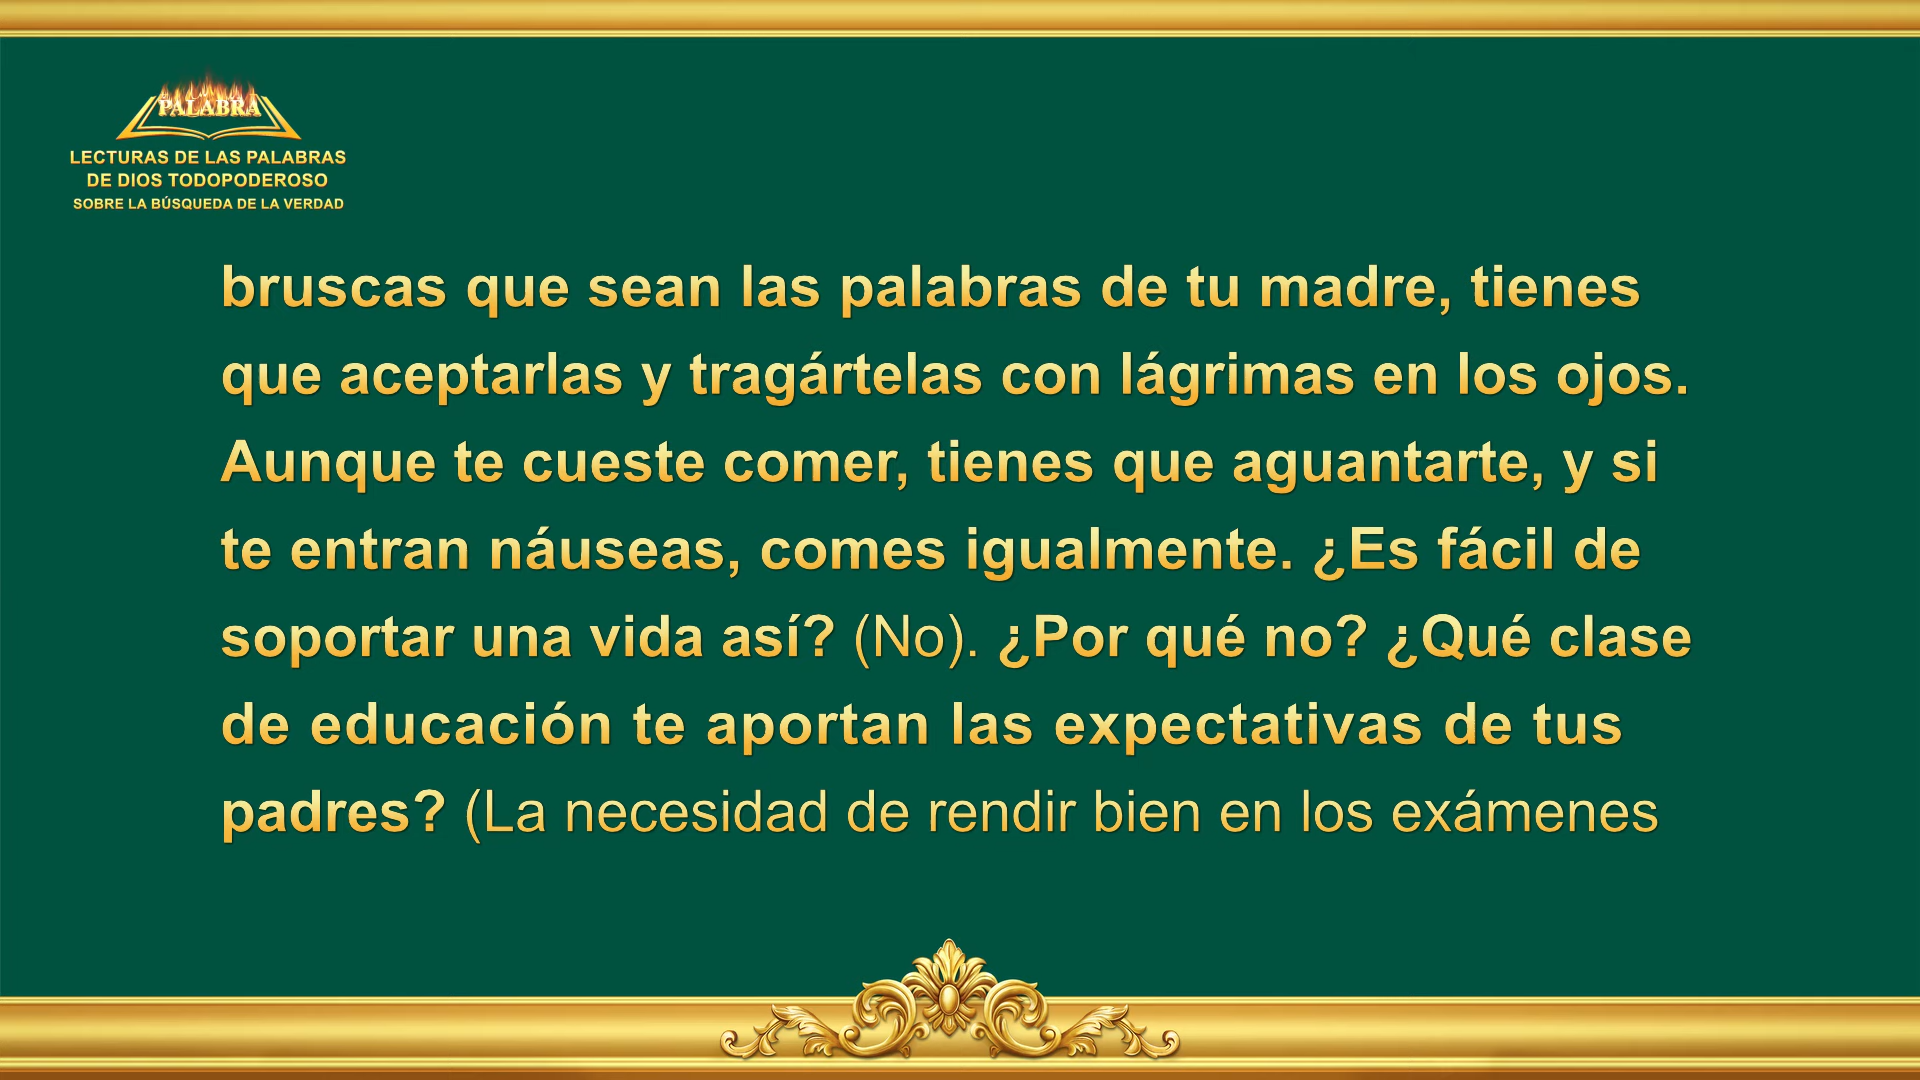 PALABRA
LECTURAS DE LAS PALABRAS
DE DIOS TODOPODEROSO
SOBRE LA BÚSQUEDA DE LA VERDAD
bruscas que sean las palabras de tu madre, tienes
que aceptarlas y tragártelas con lágrimas en los ojos.
Aunque te cueste comer, tienes que aguantarte, y si
te entran náuseas, comes igualmente. ¿Es fácil de
soportar una vida así? (No). ¿Por qué no? ¿Qué clase
de educación te aportan las expectativas de tus
padres? (La necesidad de rendir bien en los exámenes